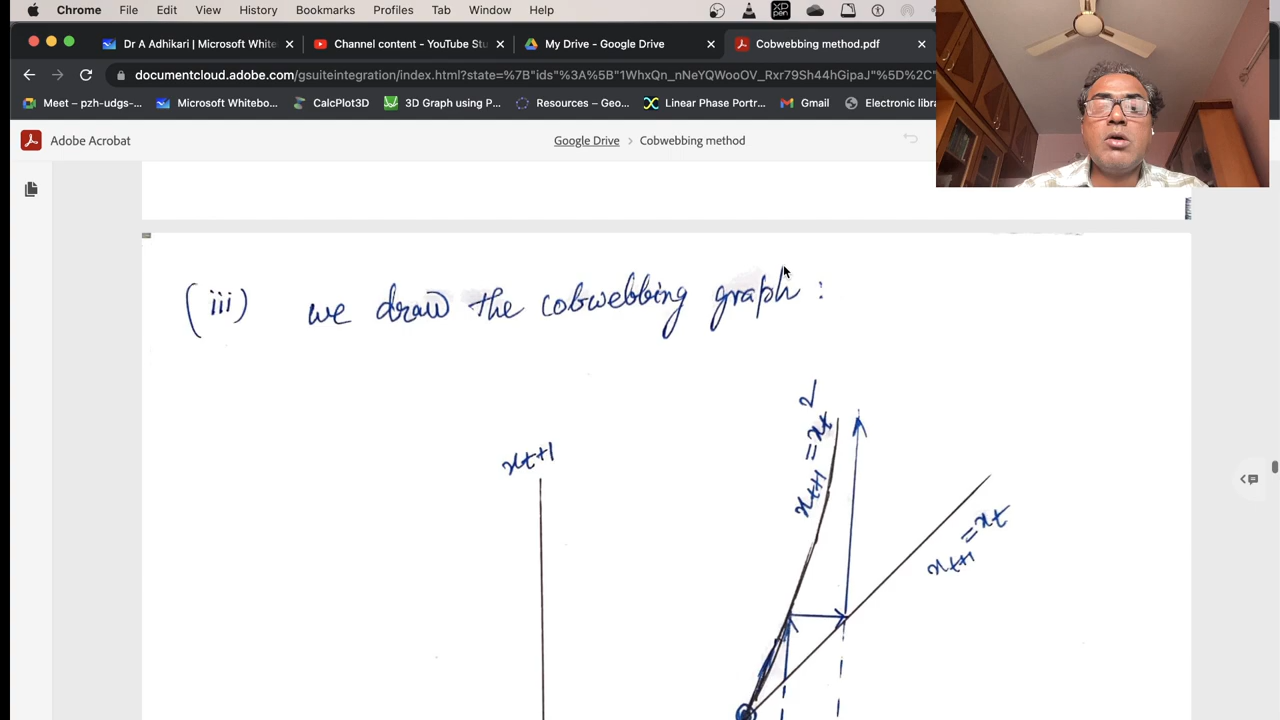 Chrome File Edit View History Bookmarks Profiles Tab Window Help
Dr A Adhikari | Microsoft White
Channel content - YouTube Stu
My Drive - Google Drive
Cobwebbing method.pdf
documentcloud.adobe.com/gsuiteintegration/index.html?state=%7B"ids"%3A%5B"1WhxQn_nNeYQWooOV_Rxr79Sh44hGipaJ"%5D%2C"
Meet – pzh-udgs-... Microsoft Whitebo... CalcPlot3D 3D Graph using P... Resources – Geo... Linear Phase Portr... Gmail Electronic libra
Adobe Acrobat
Google Drive > Cobwebbing method
(iii) we draw the cobwebbing graph :
xt+1
xt+1 = xt²
xt+1 = xt